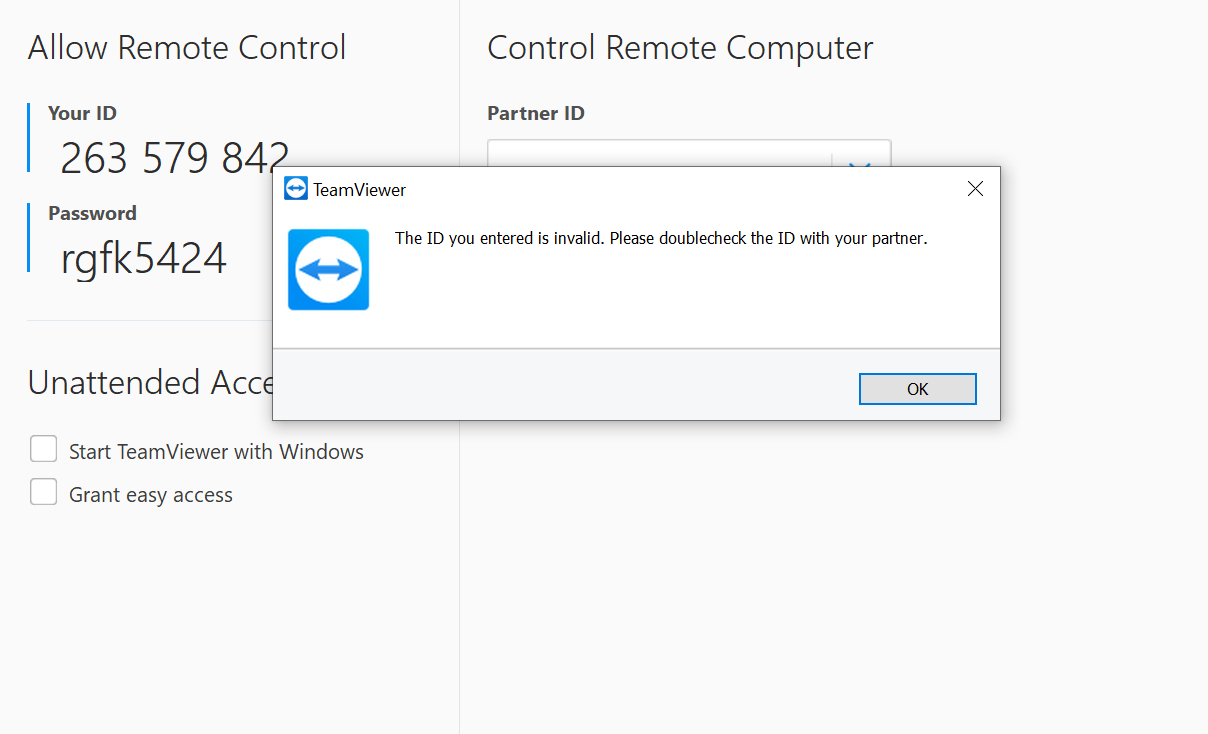 Allow Remote Control
Your ID
263 579 842
Password
rgfk5424
Unattended Acce
Start TeamViewer with Windows
Grant easy access
Control Remote Computer
Partner ID
TeamViewer
The ID you entered is invalid. Please doublecheck the ID with your partner.
OK